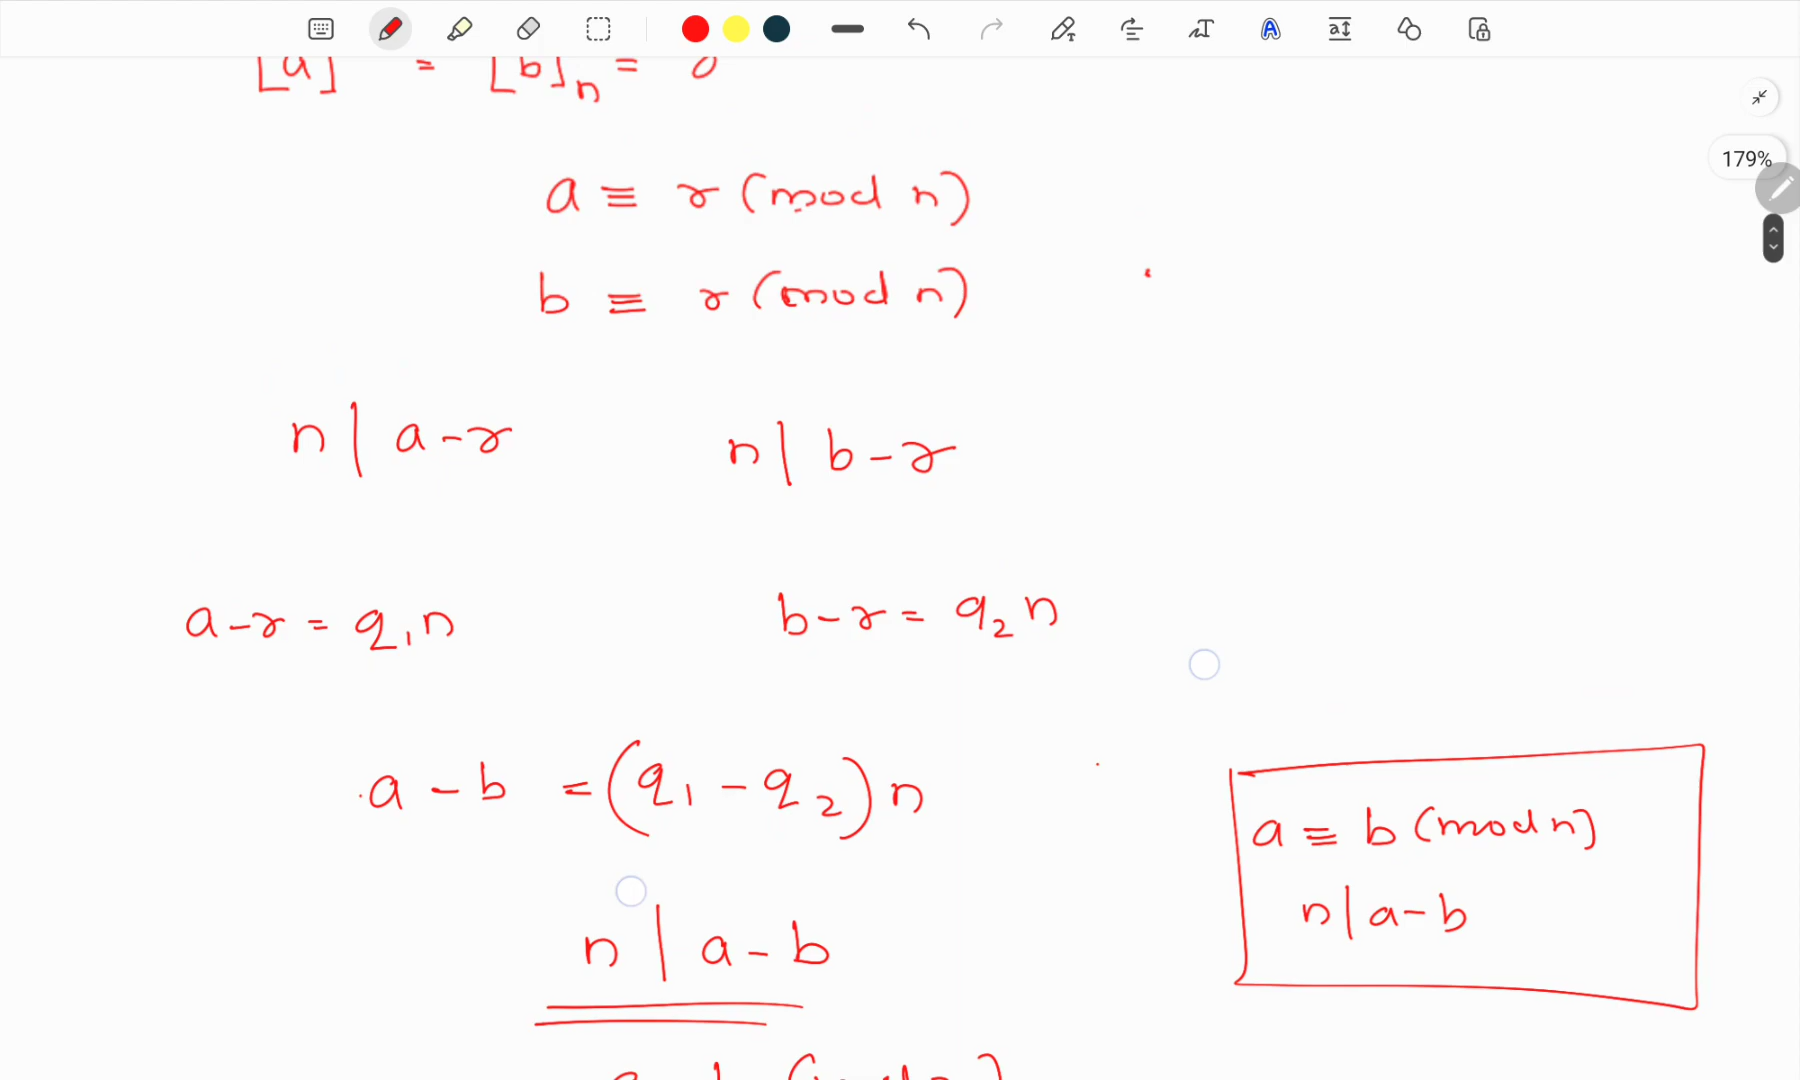 179%
[a] = [b]n = r
a ≡ r (mod n)
b ≡ r (mod n)
n | a-r n | b-r
a-r = q₁n b-r = q₂n
a - b = (q₁ - q₂) n
a ≡ b (mod n)
n | a-b
n | a-b